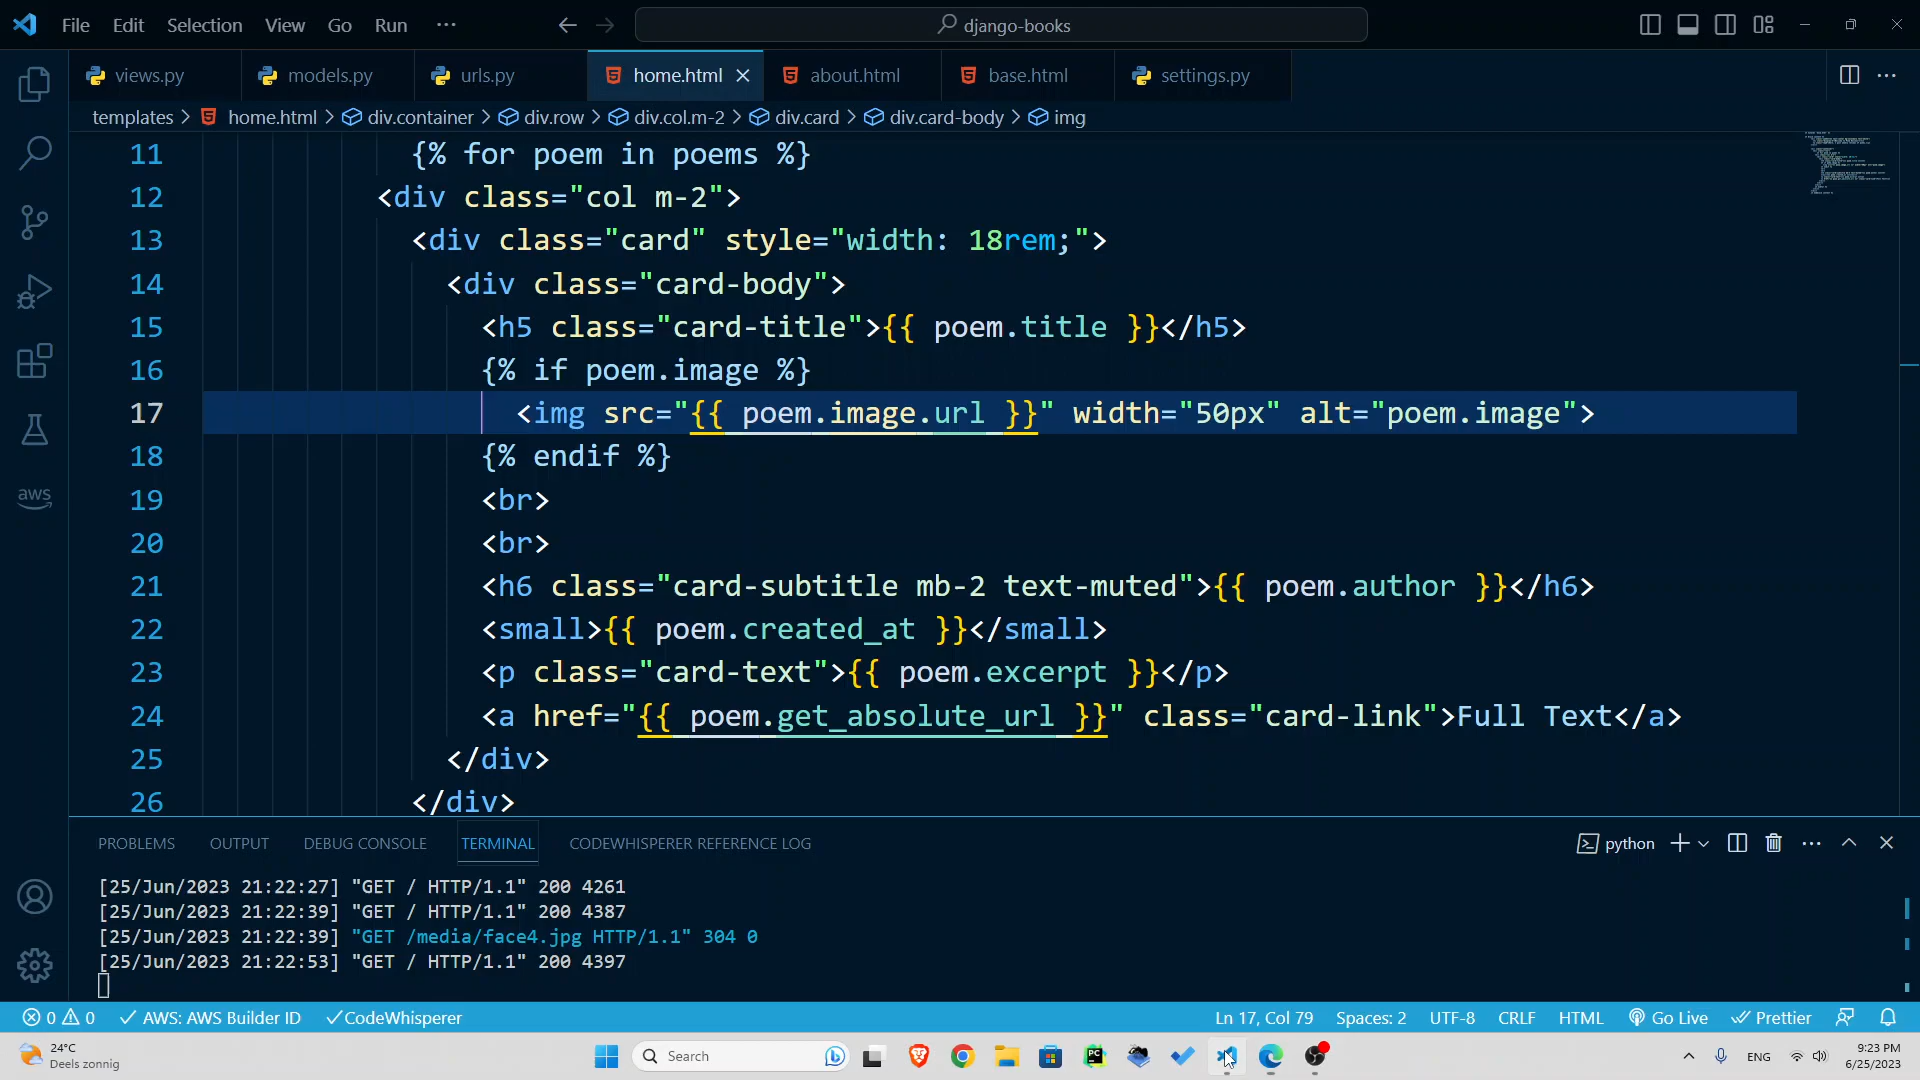 File Edit Selection View Go Run ··· django-books
views.py models.py urls.py home.html about.html base.html settings.py
templates > home.html > div.container > div.row > div.col.m-2 > div.card > div.card-body > img
11 {% for poem in poems %}
12 <div class="col m-2">
13 <div class="card" style="width: 18rem;">
14 <div class="card-body">
15 <h5 class="card-title">{{ poem.title }}</h5>
16 {% if poem.image %}
17 <img src="{{ poem.image.url }}" width="50px" alt="poem.image">
18 {% endif %}
19 <br>
20 <br>
21 <h6 class="card-subtitle mb-2 text-muted">{{ poem.author }}</h6>
22 <small>{{ poem.created_at }}</small>
23 <p class="card-text">{{ poem.excerpt }}</p>
24 <a href="{{ poem.get_absolute_url }}" class="card-link">Full Text</a>
25 </div>
26 </div>
aws
PROBLEMS OUTPUT DEBUG CONSOLE TERMINAL CODEWHISPERER REFERENCE LOG python
[25/Jun/2023 21:22:27] "GET / HTTP/1.1" 200 4261
[25/Jun/2023 21:22:39] "GET / HTTP/1.1" 200 4387
[25/Jun/2023 21:22:39] "GET /media/face4.jpg HTTP/1.1" 304 0
[25/Jun/2023 21:22:53] "GET / HTTP/1.1" 200 4397
0 0 AWS: AWS Builder ID CodeWhisperer Ln 17, Col 79 Spaces: 2 UTF-8 CRLF HTML Go Live Prettier
24°C
Deels zonnig
Search
PC
ENG
9:23 PM
6/25/2023